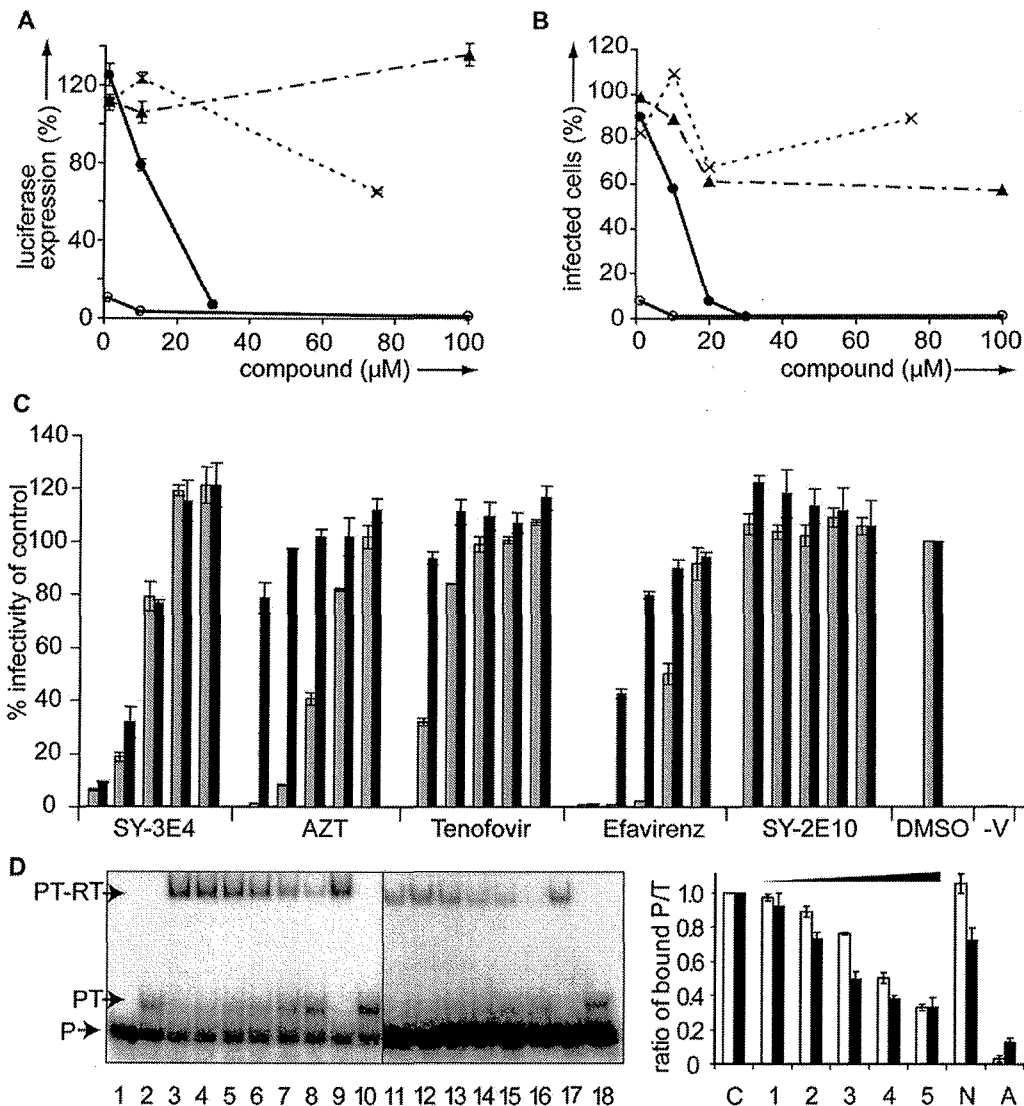 A
luciferase
expression (%)
120
80
40
0
0 20 40 60 80 100
compound (µM)
B
infected cells (%)
120
100
80
60
40
20
0
0 20 40 60 80 100
compound (µM)
C
% infectivity of control
140
120
100
80
60
40
20
0
SY-3E4 AZT Tenofovir Efavirenz SY-2E10 DMSO -V
D
PT-RT
PT
P
1 2 3 4 5 6 7 8 9 10 11 12 13 14 15 16 17 18
ratio of bound P/T
1.0
0.8
0.6
0.4
0.2
0
C 1 2 3 4 5 N A